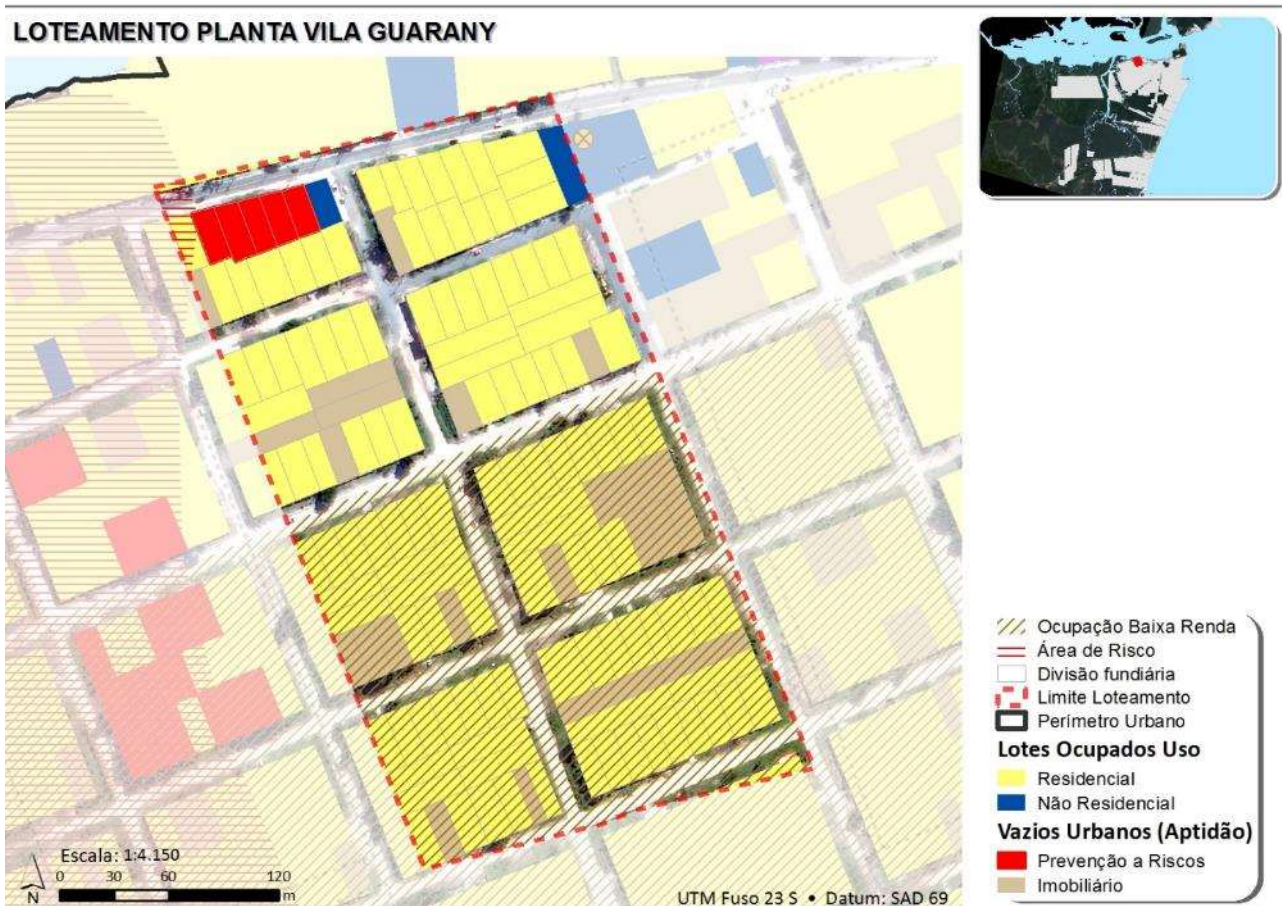 LOTEAMENTO PLANTA VILA GUARANY
Ocupação Baixa Renda
Área de Risco
Divisão fundiária
Limite Loteamento
Perímetro Urbano
Lotes Ocupados Uso
Residencial
Não Residencial
Vazios Urbanos (Aptidão)
Prevenção a Riscos
Imobiliário
Escala: 1:4.150
0 30 60 120
m
N
UTM Fuso 23 S • Datum: SAD 69